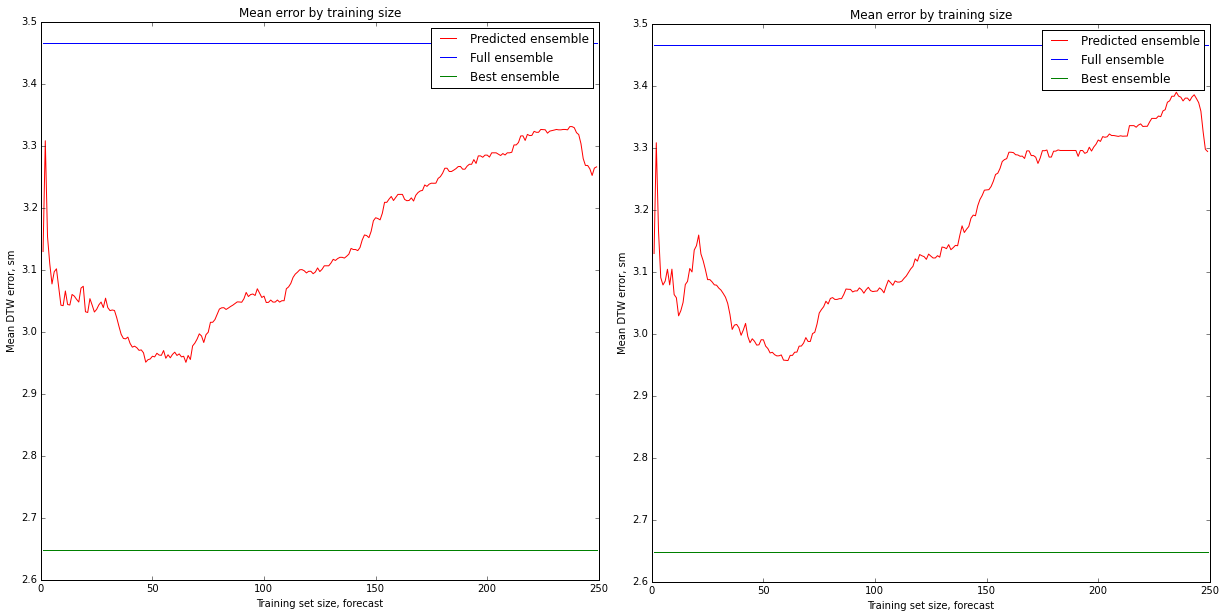 Mean error by training size
3.5
3.4
3.3
3.2
3.1
3.0
2.9
2.8
2.7
2.6
Mean DTW error, sm
Predicted ensemble
Full ensemble
Best ensemble
0
50
100
150
200
250
Training set size, forecast
Mean error by training size
3.5
3.4
3.3
3.2
3.1
3.0
2.9
2.8
2.7
2.6
Mean DTW error, sm
Predicted ensemble
Full ensemble
Best ensemble
0
50
100
150
200
250
Training set size, forecast